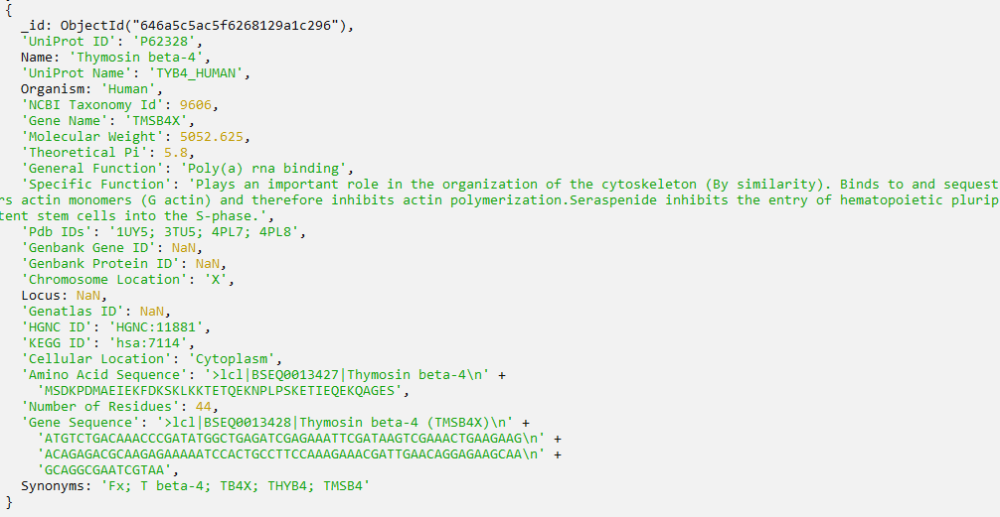 {
_id: ObjectId("646a5c5ac5f6268129a1c296"),
'UniProt ID': 'P62328',
Name: 'Thymosin beta-4',
'UniProt Name': 'TYB4_HUMAN',
Organism: 'Human',
'NCBI Taxonomy Id': 9606,
'Gene Name': 'TMSB4X',
'Molecular Weight': 5052.625,
'Theoretical Pi': 5.8,
'General Function': 'Poly(a) rna binding',
'Specific Function': 'Plays an important role in the organization of the cytoskeleton (By similarity). Binds to and sequest
rs actin monomers (G actin) and therefore inhibits actin polymerization.Seraspenide inhibits the entry of hematopoietic plurip
tent stem cells into the S-phase.',
'Pdb IDs': '1UY5; 3TU5; 4PL7; 4PL8',
'Genbank Gene ID': NaN,
'Genbank Protein ID': NaN,
'Chromosome Location': 'X',
Locus: NaN,
'Genatlas ID': NaN,
'HGNC ID': 'HGNC:11881',
'KEGG ID': 'hsa:7114',
'Cellular Location': 'Cytoplasm',
'Amino Acid Sequence': '>lcl|BSEQ0013427|Thymosin beta-4\n' +
'MSDKPDMAEIEKFDKSKLKKTETQEKNPLPSKETIEQEKQAGES',
'Number of Residues': 44,
'Gene Sequence': '>lcl|BSEQ0013428|Thymosin beta-4 (TMSB4X)\n' +
'ATGTCTGACAAACCCGATATGGCTGAGATCGAGAAATTCGATAAGTCGAAACTGAAGAAG\n' +
'ACAGAGACGCAAGAGAAAAATCCACTGCCTTCCAAAGAAACGATTGAACAGGAGAAGCAA\n' +
'GCAGGCGAATCGTAA',
Synonyms: 'Fx; T beta-4; TB4X; THYB4; TMSB4'
}